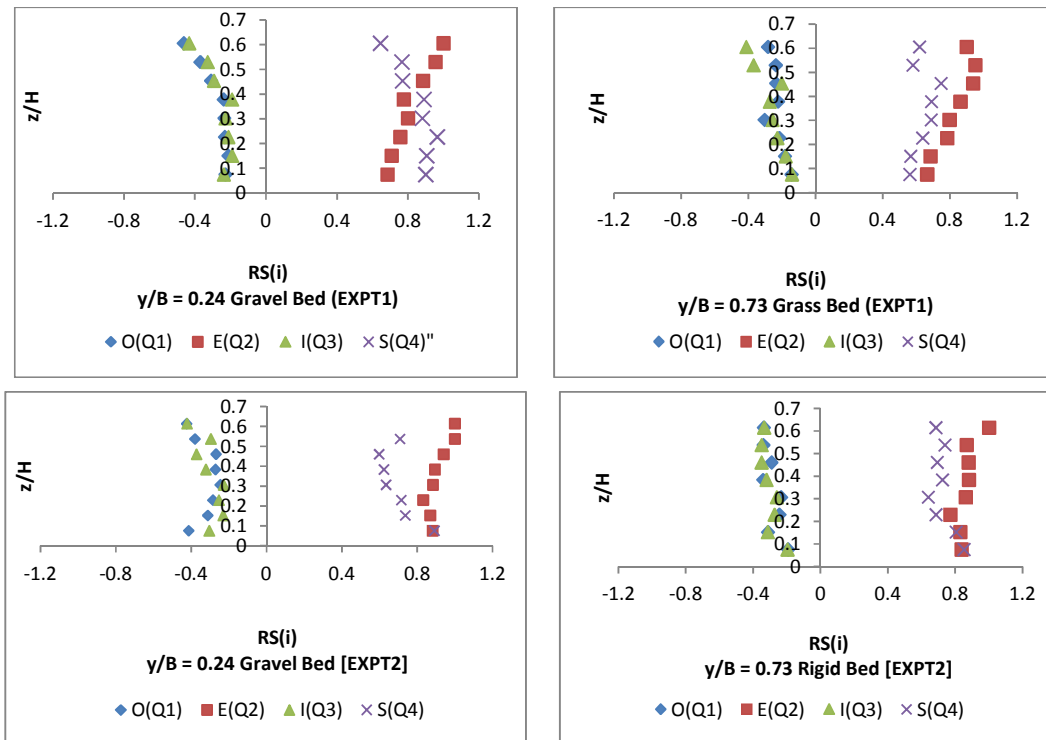 0.7
0.6
0.5
0.4
0.3
0.2
0.1
0
z/H
-1.2 -0.8 -0.4 0 0.4 0.8 1.2
RS(i)
y/B = 0.24 Gravel Bed (EXPT1)
O(Q1) E(Q2) I(Q3) S(Q4)"
0.7
0.6
0.5
0.4
0.3
0.2
0.1
0
z/H
-1.2 -0.8 -0.4 0 0.4 0.8 1.2
RS(i)
y/B = 0.73 Grass Bed (EXPT1)
O(Q1) E(Q2) I(Q3) S(Q4)
0.7
0.6
0.5
0.4
0.3
0.2
0.1
0
z/H
-1.2 -0.8 -0.4 0 0.4 0.8 1.2
RS(i)
y/B = 0.24 Gravel Bed [EXPT2]
O(Q1) E(Q2) I(Q3) S(Q4)
0.7
0.6
0.5
0.4
0.3
0.2
0.1
0
z/H
-1.2 -0.8 -0.4 0 0.4 0.8 1.2
RS(i)
y/B = 0.73 Rigid Bed [EXPT2]
O(Q1) E(Q2) I(Q3) S(Q4)